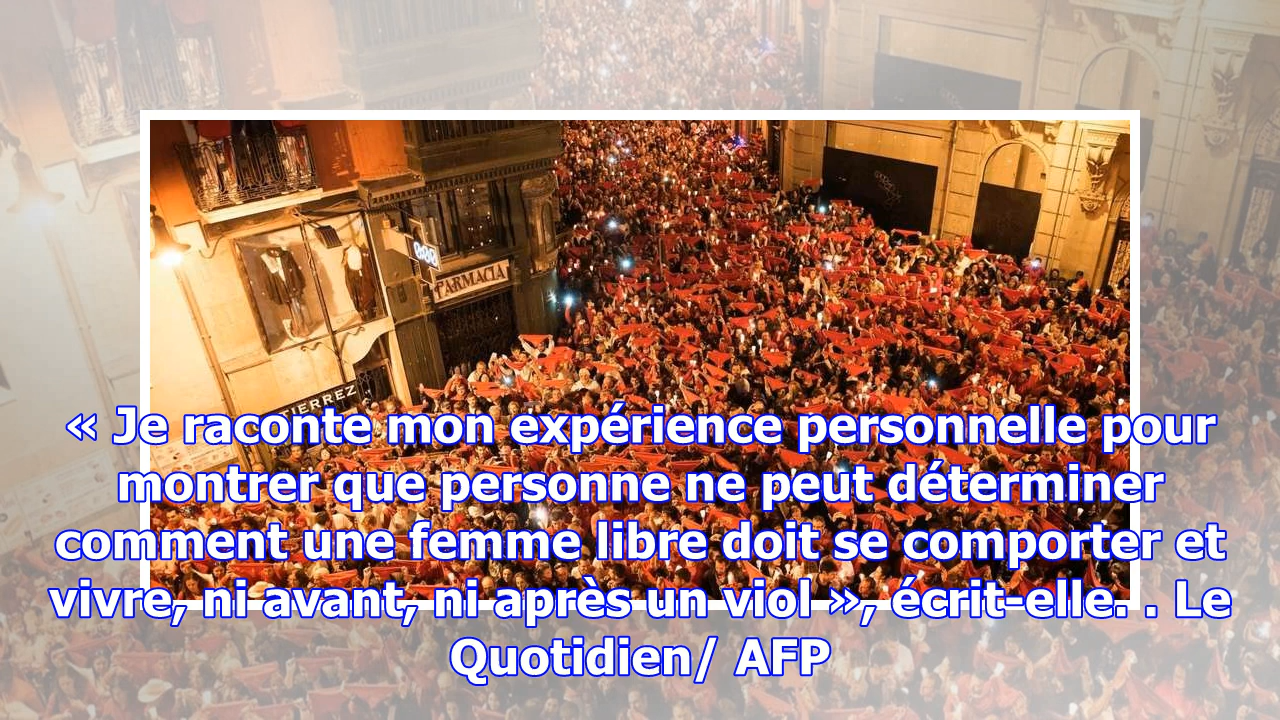 FARMACIA
GUTIERREZ
« Je raconte mon expérience personnelle pour
montrer que personne ne peut déterminer
comment une femme libre doit se comporter et
vivre, ni avant, ni après un viol », écrit-elle. . Le
Quotidien/ AFP